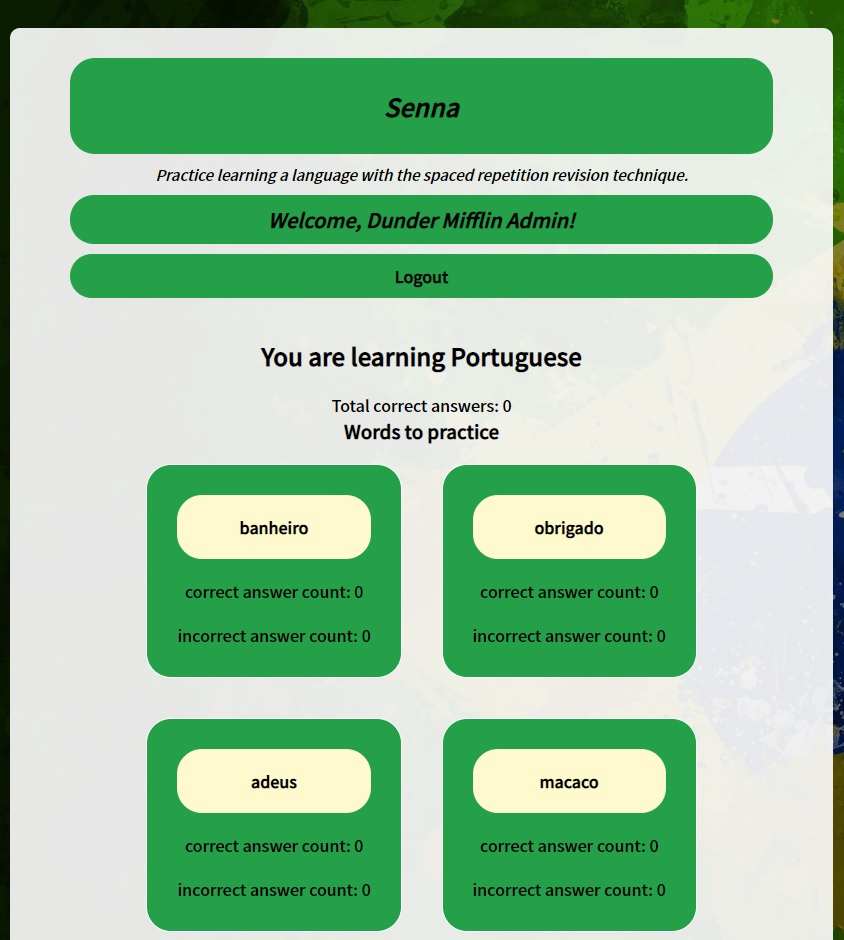 Senna
Practice learning a language with the spaced repetition revision technique.
Welcome, Dunder Mifflin Admin!
Logout
You are learning Portuguese
Total correct answers: 0
Words to practice
banheiro
correct answer count: 0
incorrect answer count: 0
obrigado
correct answer count: 0
incorrect answer count: 0
adeus
correct answer count: 0
incorrect answer count: 0
macaco
correct answer count: 0
incorrect answer count: 0